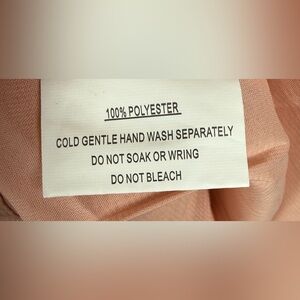 100% POLYESTER
COLD GENTLE HAND WASH SEPARATELY
DO NOT SOAK OR WRING
DO NOT BLEACH